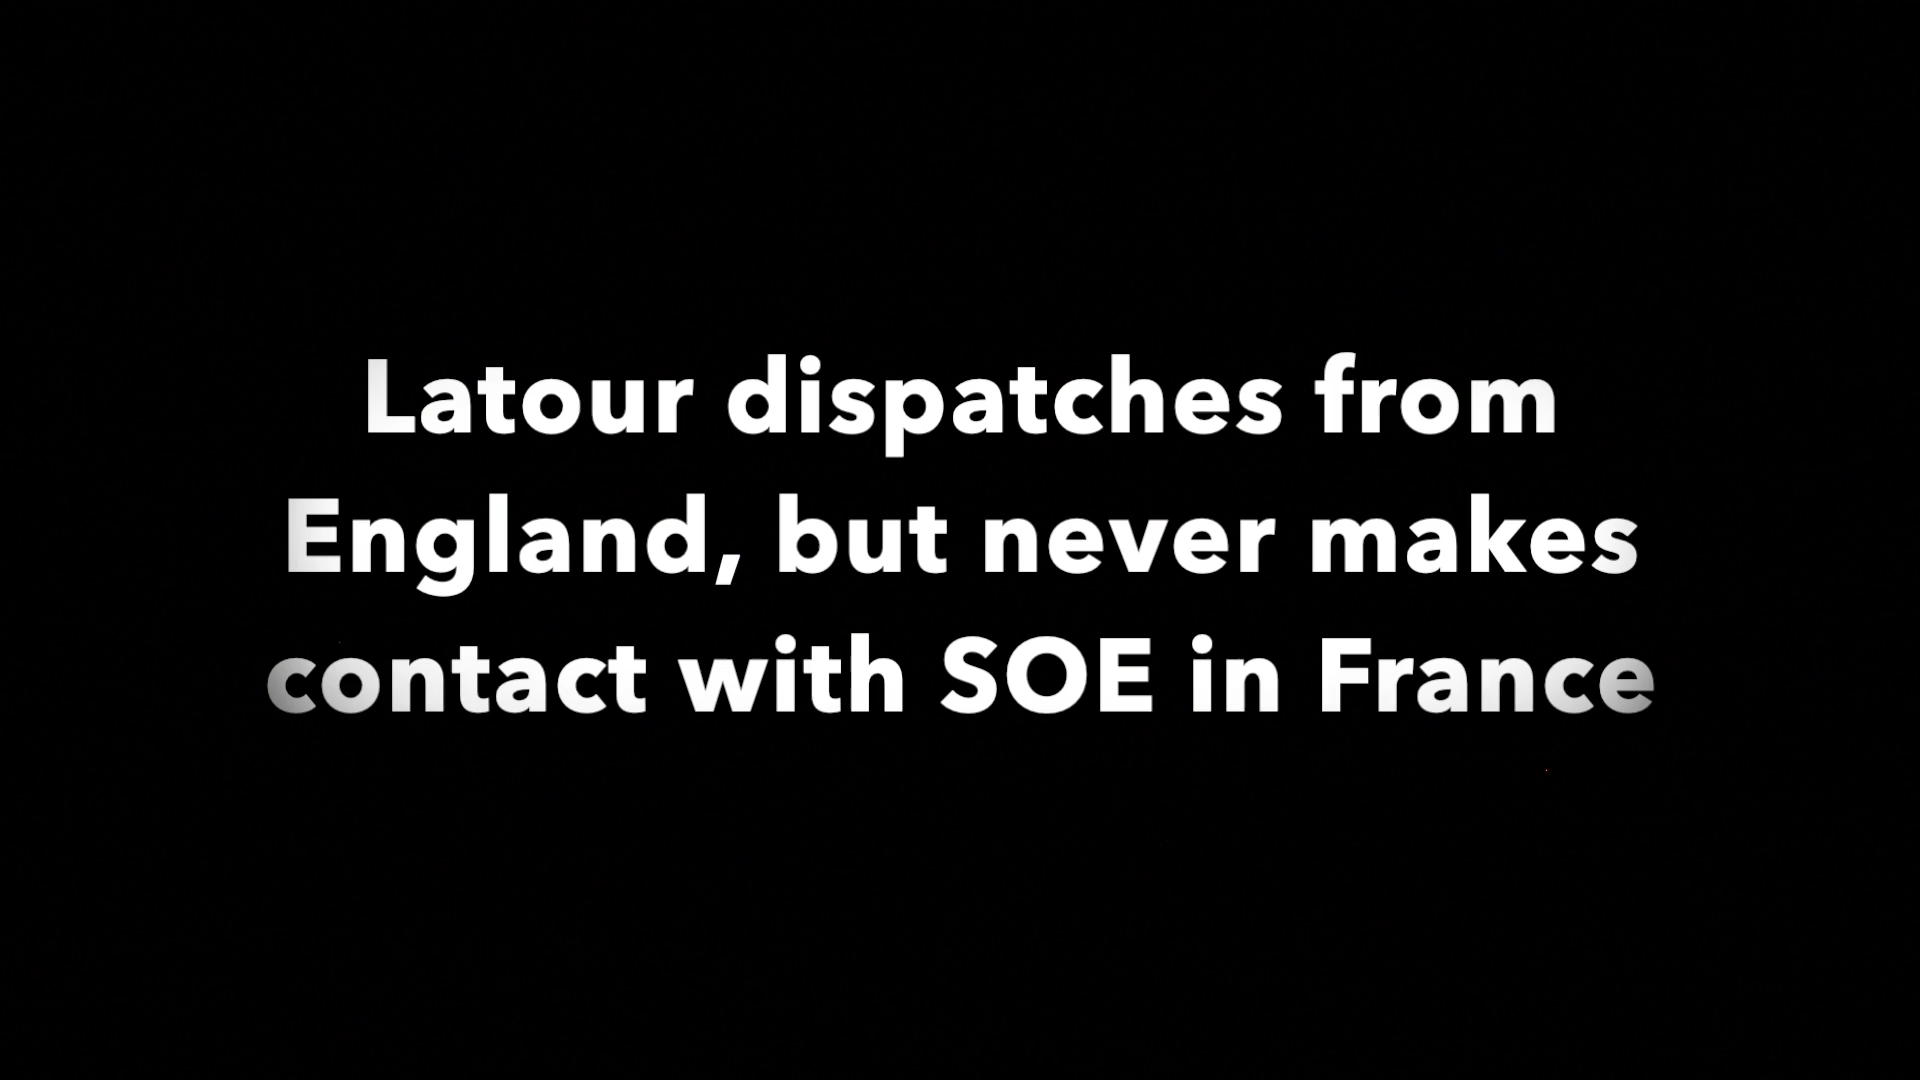 Latour dispatches from
England, but never makes
contact with SOE in France